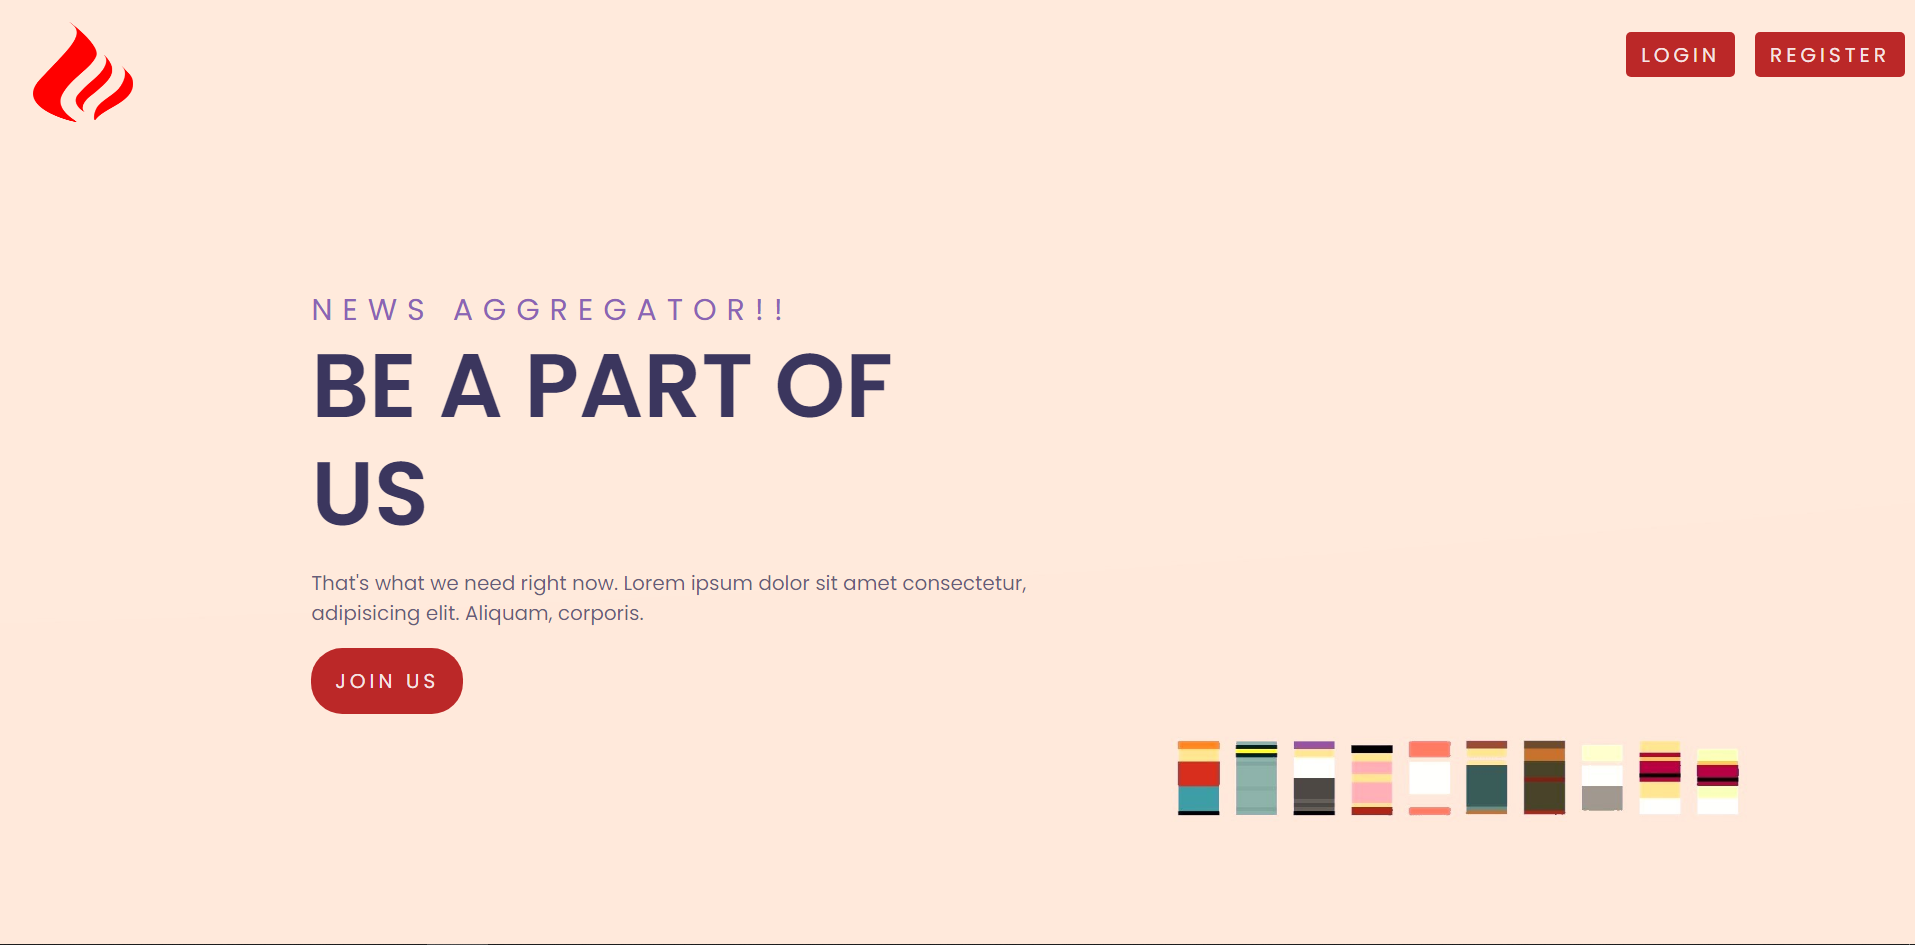 LOGIN REGISTER
NEWS AGGREGATOR!!
BE A PART OF
US
That's what we need right now. Lorem ipsum dolor sit amet consectetur,
adipisicing elit. Aliquam, corporis.
JOIN US